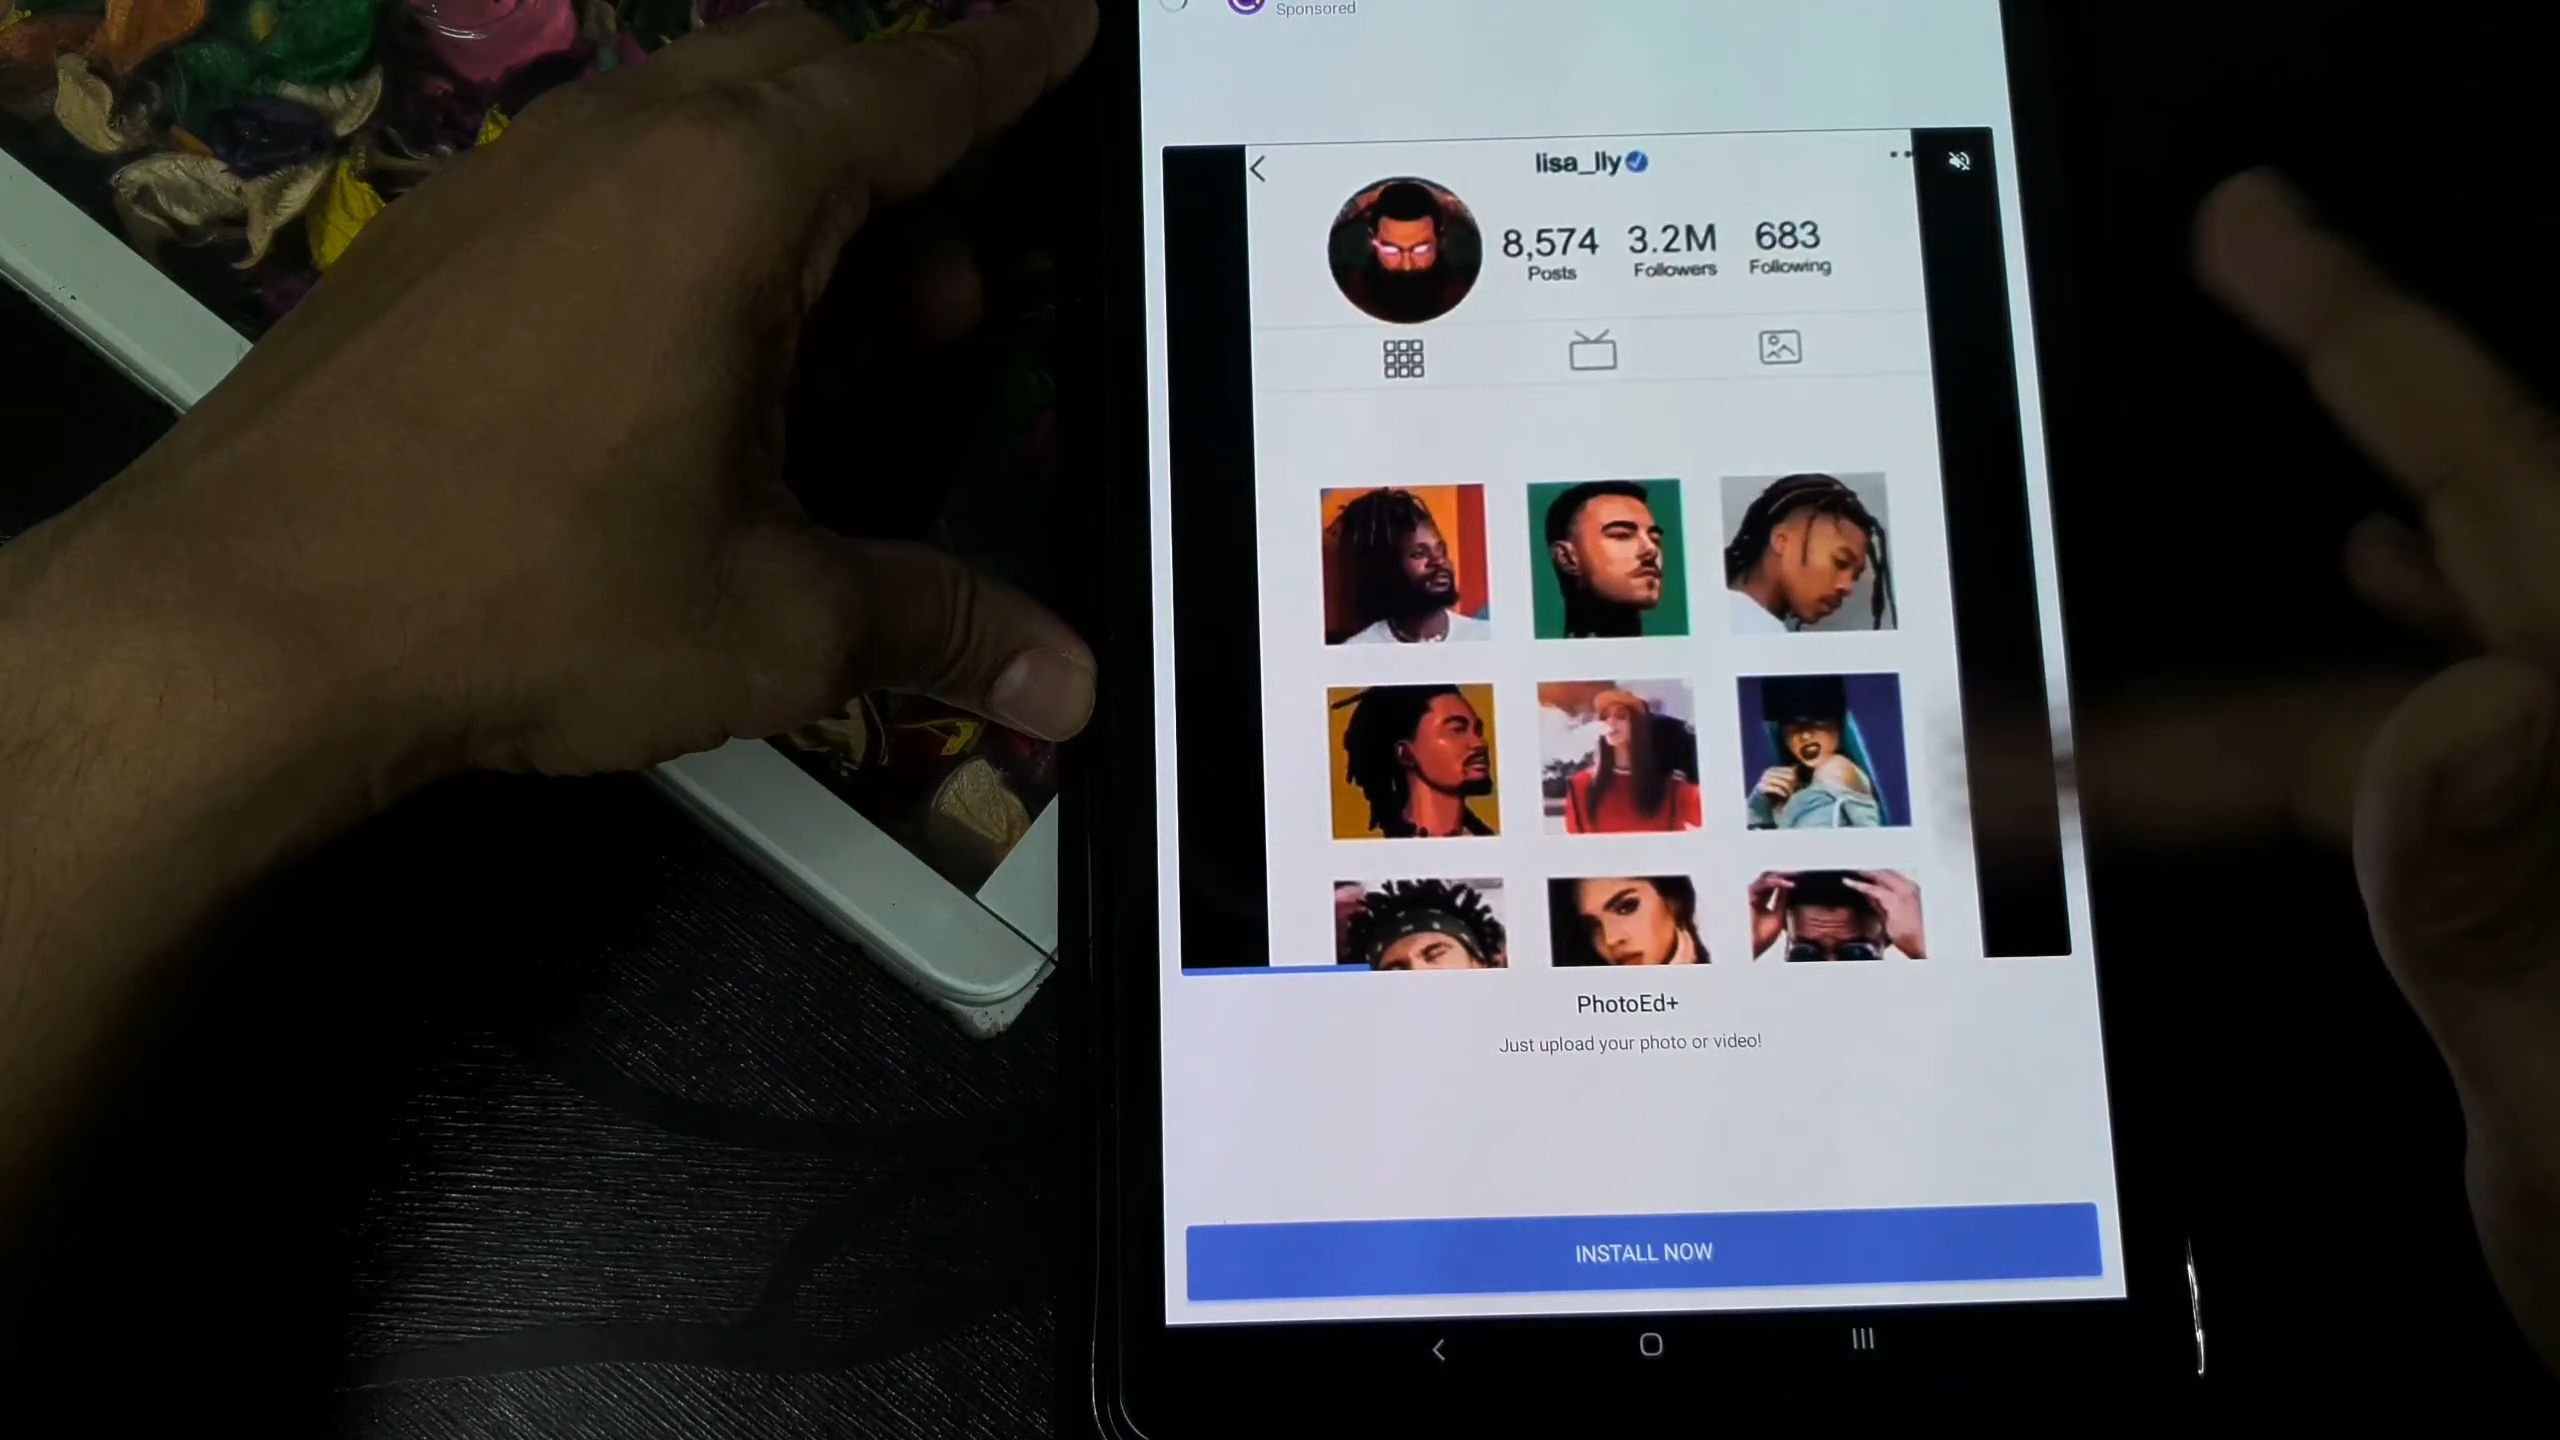 Sponsored
lisa_lly
8,574 3.2M 683
Posts Followers Following
PhotoEd+
Just upload your photo or video!
INSTALL NOW